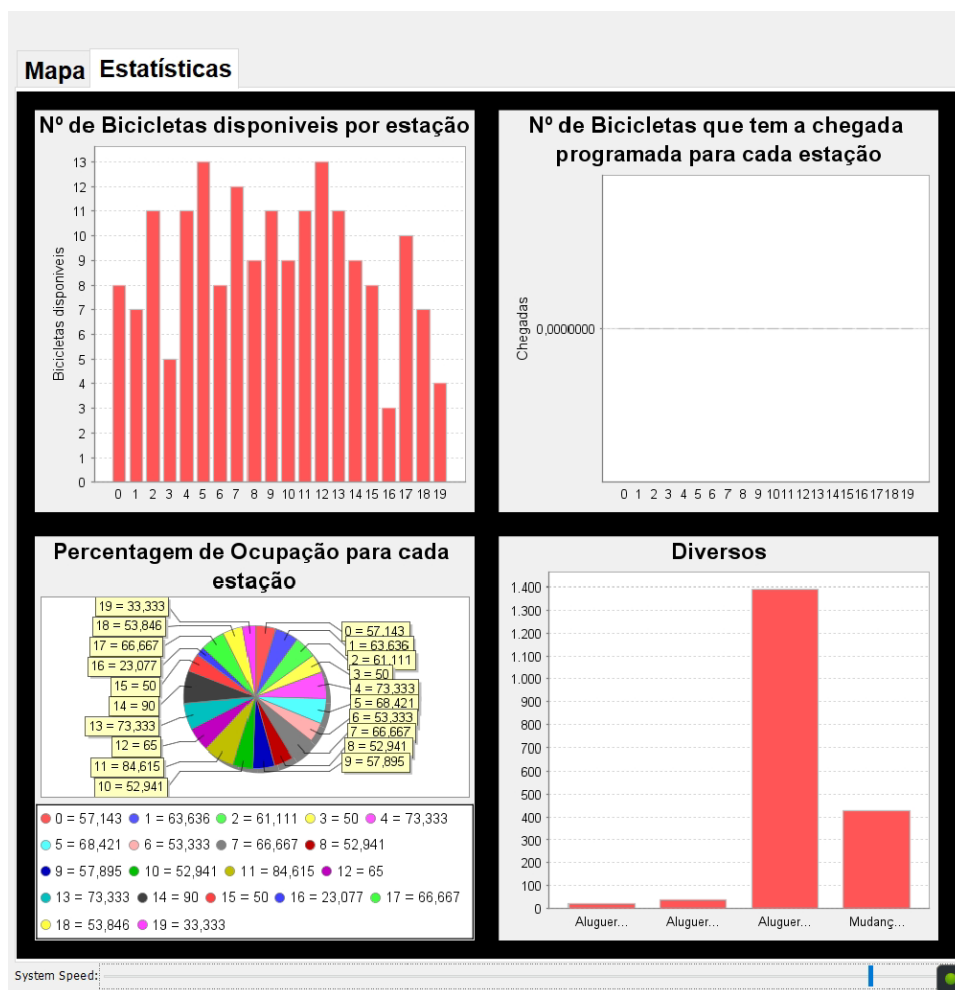 Mapa Estatísticas
Nº de Bicicletas disponiveis por estação
13
12
11
10
9
8
7
6
5
4
3
2
1
0
Bicicletas disponiveis
0 1 2 3 4 5 6 7 8 9 10 11 12 13 14 15 16 17 18 19
Nº de Bicicletas que tem a chegada
programada para cada estação
Chegadas
0,0000000
0 1 2 3 4 5 6 7 8 9 10 11 12 13 14 15 16 17 18 19
Percentagem de Ocupação para cada
estação
19 = 33,333
18 = 53,846
17 = 66,667
16 = 23,077
15 = 50
14 = 90
13 = 73,333
12 = 65
11 = 84,615
10 = 52,941
0 = 57,143
1 = 63,636
2 = 61,111
3 = 50
4 = 73,333
5 = 68,421
6 = 53,333
7 = 66,667
8 = 52,941
9 = 57,895
0 = 57,143 1 = 63,636 2 = 61,111 3 = 50 4 = 73,333
5 = 68,421 6 = 53,333 7 = 66,667 8 = 52,941
9 = 57,895 10 = 52,941 11 = 84,615 12 = 65
13 = 73,333 14 = 90 15 = 50 16 = 23,077 17 = 66,667
18 = 53,846 19 = 33,333
Diversos
1.400
1.300
1.200
1.100
1.000
900
800
700
600
500
400
300
200
100
0
Aluguer... Aluguer... Aluguer... Mudanç...
System Speed: